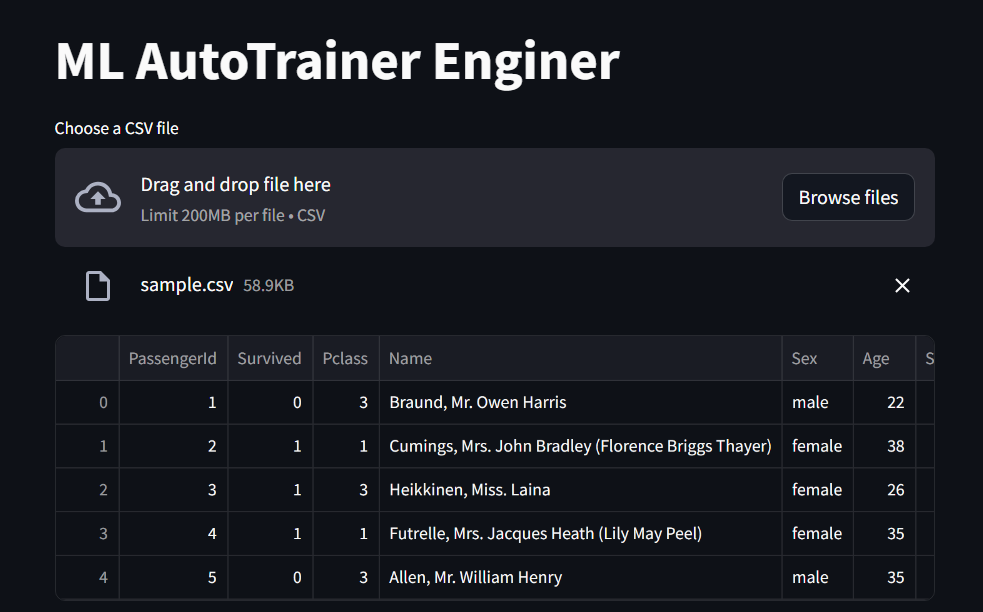 ML AutoTrainer Enginer
Choose a CSV file
Drag and drop file here
Limit 200MB per file • CSV
Browse files
sample.csv 58.9KB
PassengerId Survived Pclass Name Sex Age S
0 1 0 3 Braund, Mr. Owen Harris male 22
1 2 1 1 Cumings, Mrs. John Bradley (Florence Briggs Thayer) female 38
2 3 1 3 Heikkinen, Miss. Laina female 26
3 4 1 1 Futrelle, Mrs. Jacques Heath (Lily May Peel) female 35
4 5 0 3 Allen, Mr. William Henry male 35